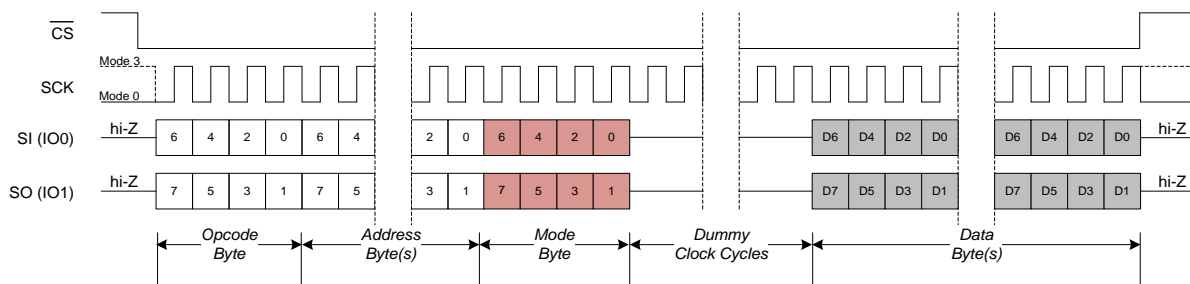 CS
Mode 3
SCK
Mode 0
SI (IO0) hi-Z 6 4 2 0 6 4 2 0 6 4 2 0 D6 D4 D2 D0 D6 D4 D2 D0 hi-Z
SO (IO1) hi-Z 7 5 3 1 7 5 3 1 7 5 3 1 D7 D5 D3 D1 D7 D5 D3 D1 hi-Z
Opcode Address Mode Dummy Data
Byte Byte(s) Byte Clock Cycles Byte(s)